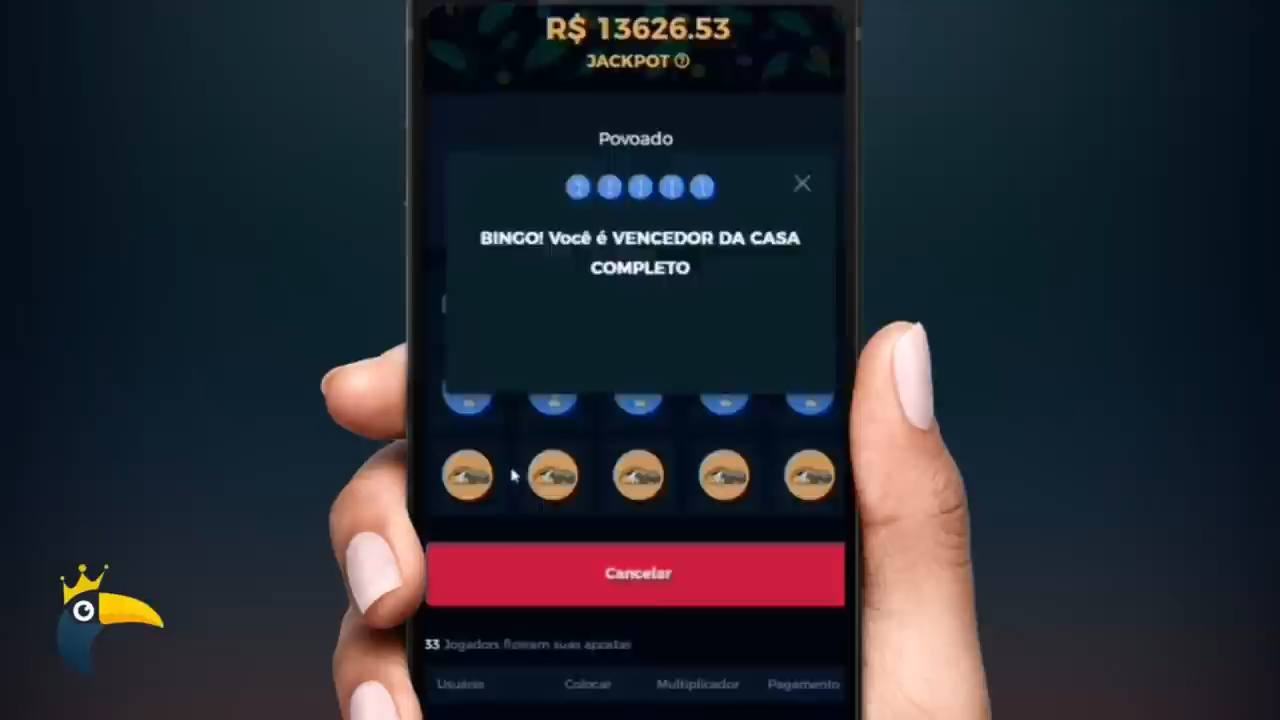 R$ 13626.53
JACKPOT
Povoado
BINGO! Você é VENCEDOR DA CASA
COMPLETO
Cancelar
33 Jogadors fizeram suas apostas
Usuário Colocar Multiplicador Pagamento